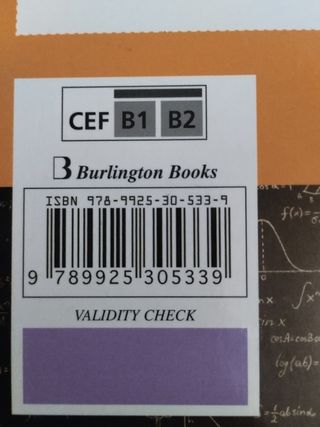 CEF B1 B2
B Burlington Books
ISBN 978-9925-30-533-9
9 789925 305339
VALIDITY CHECK